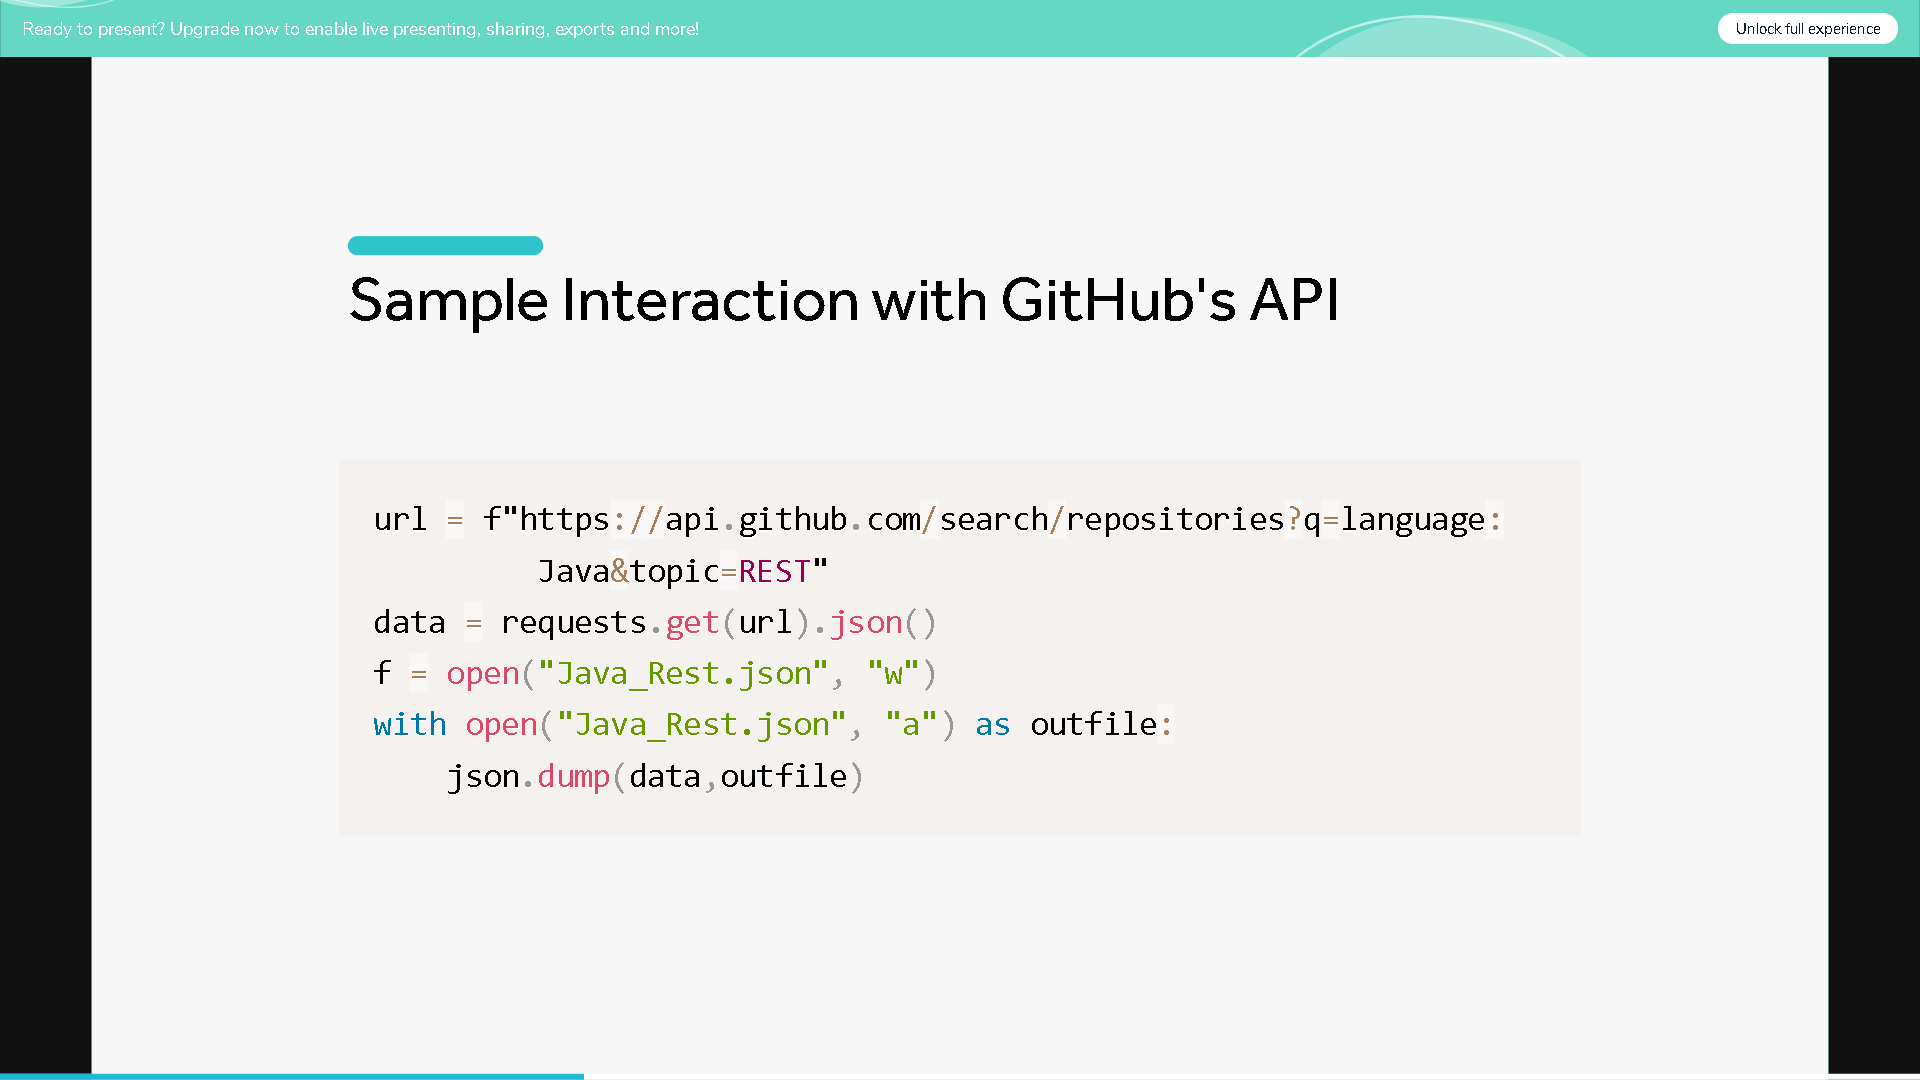 Ready to present? Upgrade now to enable live presenting, sharing, exports and more!
Unlock full experience
Sample Interaction with GitHub's API
url = f"https://api.github.com/search/repositories?q=language:
Java&topic=REST"
data = requests.get(url).json()
f = open("Java_Rest.json", "w")
with open("Java_Rest.json", "a") as outfile:
json.dump(data,outfile)